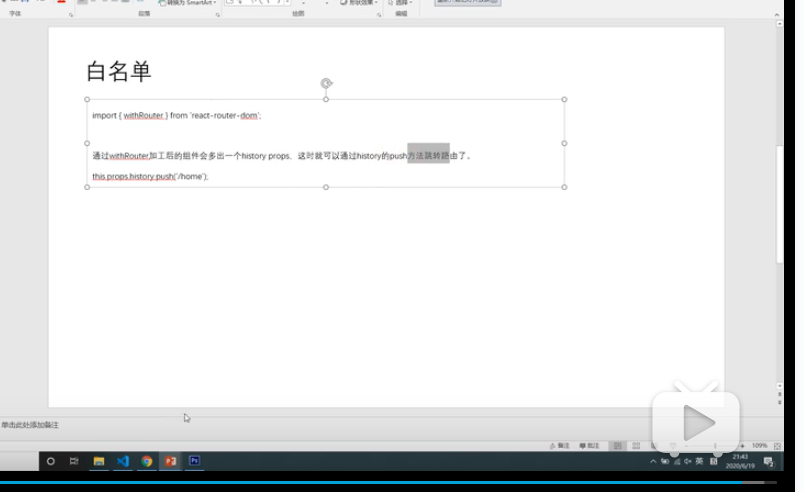 转换为 SmartArt
形状效果
选择
字体
段落
绘图
编辑
白名单
import { withRouter } from 'react-router-dom';
通过withRouter加工后的组件会多出一个history props，这时就可以通过history的push方法跳转路由了。
this.props.history.push('/home');
单击此处添加备注
备注
批注
109%
英
21:43
2020/6/19